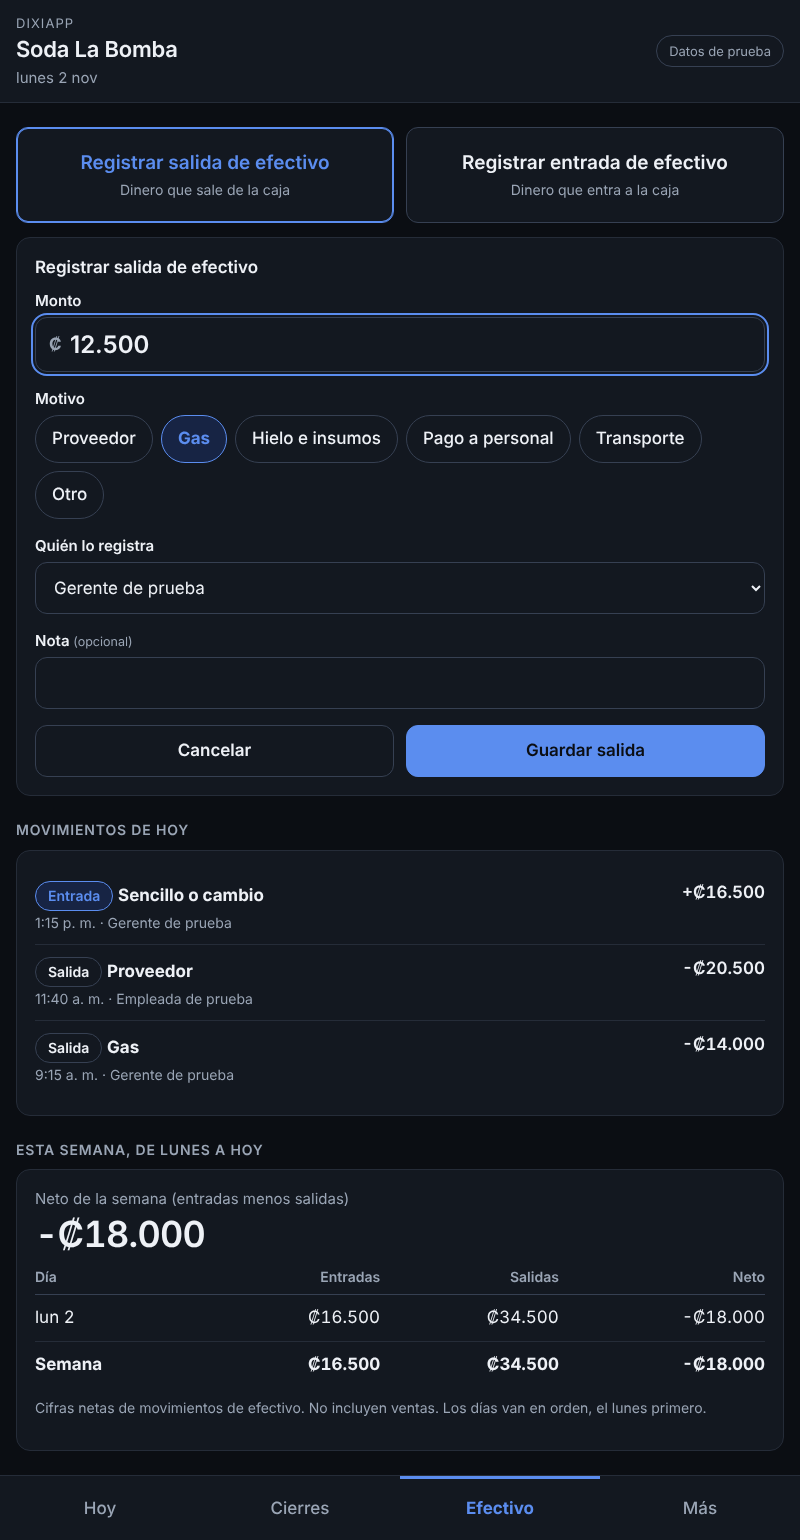 DIXIAPP
Soda La Bomba
lunes 2 nov
Datos de prueba
Registrar salida de efectivo
Dinero que sale de la caja
Registrar entrada de efectivo
Dinero que entra a la caja
Registrar salida de efectivo
Monto
₡ 12.500
Motivo
Proveedor
Gas
Hielo e insumos
Pago a personal
Transporte
Otro
Quién lo registra
Gerente de prueba
Nota (opcional)
Cancelar
Guardar salida
MOVIMIENTOS DE HOY
Entrada Sencillo o cambio +₡16.500
1:15 p. m. · Gerente de prueba
Salida Proveedor -₡20.500
11:40 a. m. · Empleada de prueba
Salida Gas -₡14.000
9:15 a. m. · Gerente de prueba
ESTA SEMANA, DE LUNES A HOY
Neto de la semana (entradas menos salidas)
-₡18.000
Día Entradas Salidas Neto
lun 2 ₡16.500 ₡34.500 -₡18.000
Semana ₡16.500 ₡34.500 -₡18.000
Cifras netas de movimientos de efectivo. No incluyen ventas. Los días van en orden, el lunes primero.
Hoy
Cierres
Efectivo
Más